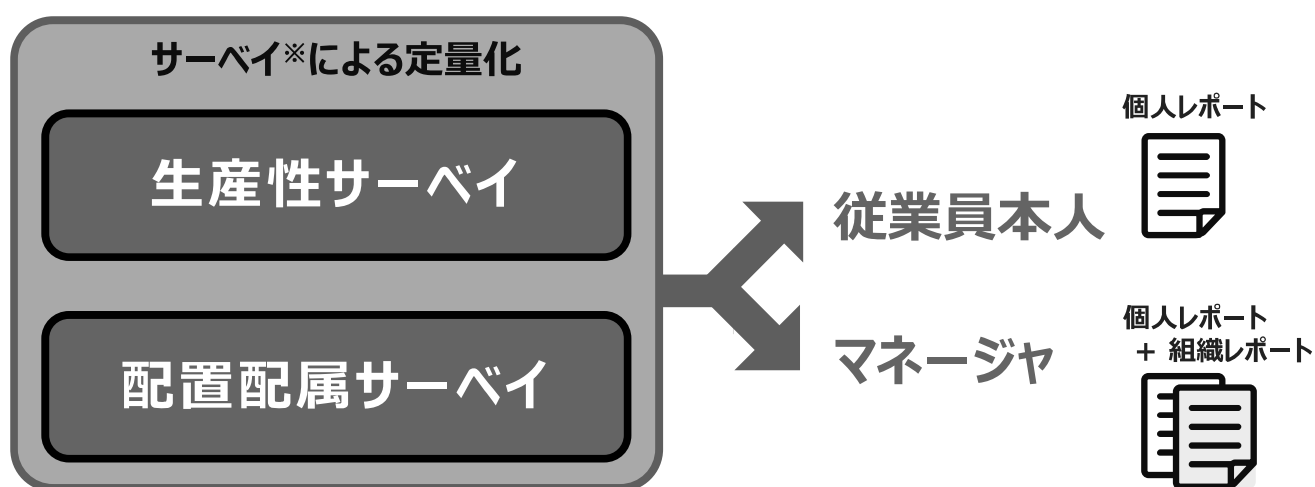 サーベイ※による定量化
生産性サーベイ
配置配属サーベイ
個人レポート
従業員本人
個人レポート
+ 組織レポート
マネージャ